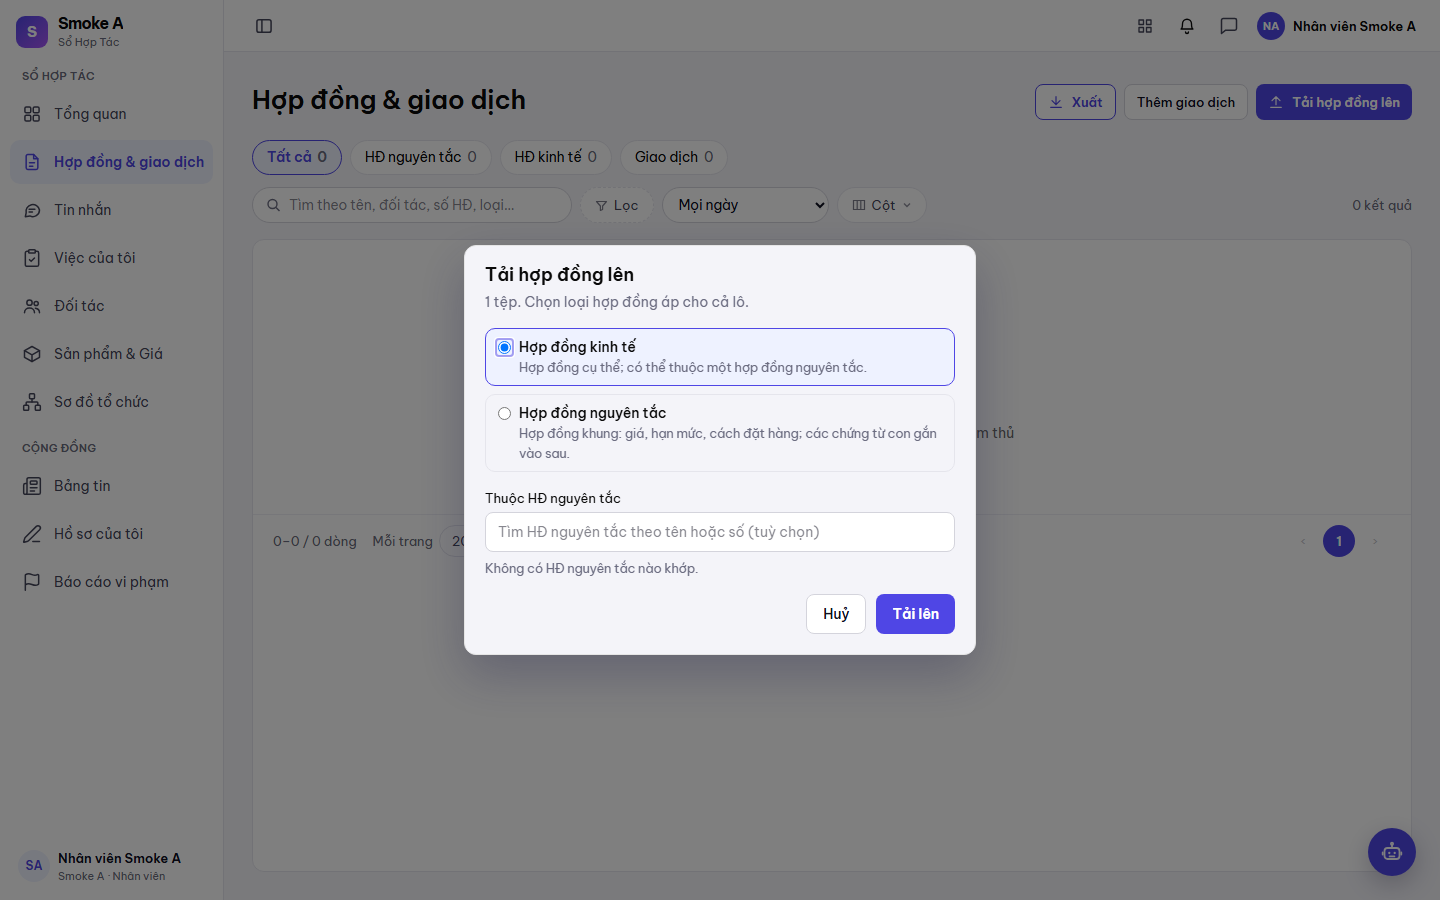 S
Smoke A
Sổ Hợp Tác
SỔ HỢP TÁC
Tổng quan
Hợp đồng & giao dịch
Tin nhắn
Việc của tôi
Đối tác
Sản phẩm & Giá
Sơ đồ tổ chức
CỘNG ĐỒNG
Bảng tin
Hồ sơ của tôi
Báo cáo vi phạm
SA
Nhân viên Smoke A
Smoke A · Nhân viên
NA
Nhân viên Smoke A
Hợp đồng & giao dịch
Xuất
Thêm giao dịch
Tải hợp đồng lên
Tất cả 0
HĐ nguyên tắc 0
HĐ kinh tế 0
Giao dịch 0
Tìm theo tên, đối tác, số HĐ, loại...
Lọc
Mọi ngày
Cột
0 kết quả
Tải hợp đồng lên
1 tệp. Chọn loại hợp đồng áp cho cả lô.
Hợp đồng kinh tế
Hợp đồng cụ thể; có thể thuộc một hợp đồng nguyên tắc.
Hợp đồng nguyên tắc
Hợp đồng khung: giá, hạn mức, cách đặt hàng; các chứng từ con gắn
vào sau.
Thuộc HĐ nguyên tắc
Tìm HĐ nguyên tắc theo tên hoặc số (tuỳ chọn)
Không có HĐ nguyên tắc nào khớp.
Huỷ
Tải lên
thủ
0–0 / 0 dòng
Mỗi trang
1